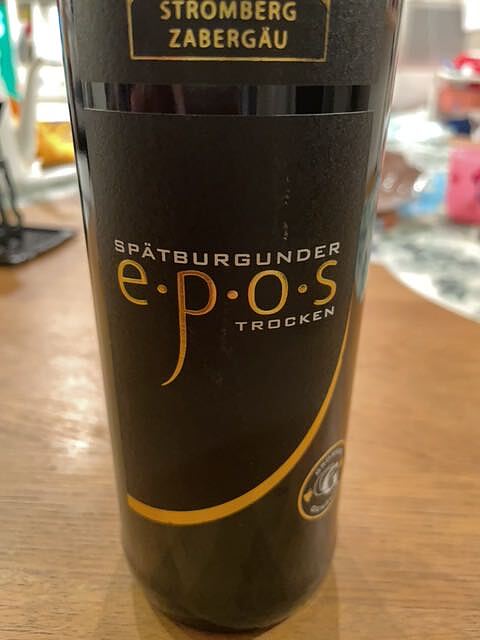 STROMBERG
ZABERGÄU
SPÄTBURGUNDER
e·p·o·s
TROCKEN
G